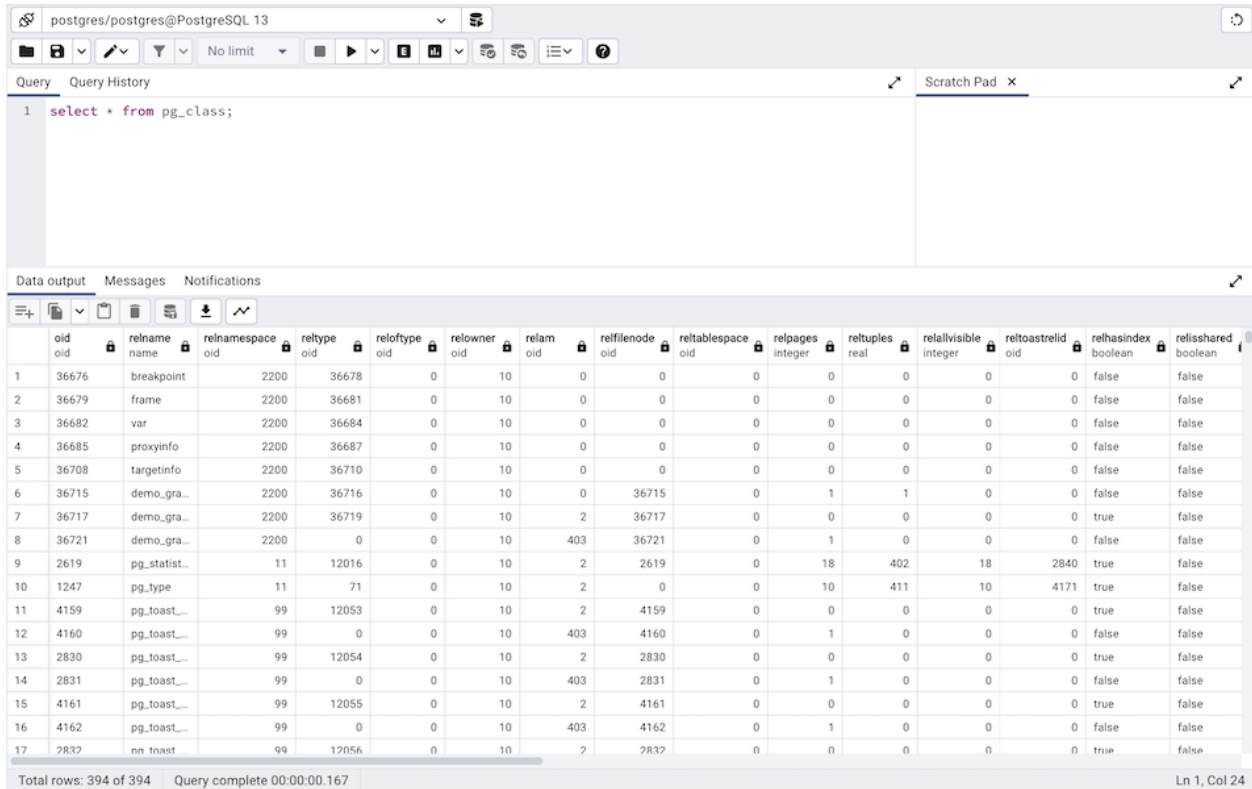 postgres/postgres@PostgreSQL 13
No limit
Query Query History Scratch Pad
1 select * from pg_class;
Data output Messages Notifications
oid relname relnamespace reltype reloftype relowner relam relfilenode reltablespace relpages reltuples relallvisible reltoastrelid relhasindex relisshared
oid name oid oid oid oid oid oid oid integer real integer oid boolean boolean
1 36676 breakpoint 2200 36678 0 10 0 0 0 0 0 0 0 false false
2 36679 frame 2200 36681 0 10 0 0 0 0 0 0 0 false false
3 36682 var 2200 36684 0 10 0 0 0 0 0 0 0 false false
4 36685 proxyinfo 2200 36687 0 10 0 0 0 0 0 0 0 false false
5 36708 targetinfo 2200 36710 0 10 0 0 0 0 0 0 0 false false
6 36715 demo_gra... 2200 36716 0 10 0 36715 0 1 1 0 0 false false
7 36717 demo_gra... 2200 36719 0 10 2 36717 0 0 0 0 0 true false
8 36721 demo_gra... 2200 0 0 10 403 36721 0 1 0 0 0 false false
9 2619 pg_statist... 11 12016 0 10 2 2619 0 18 402 18 2840 true false
10 1247 pg_type 11 71 0 10 2 0 0 10 411 10 4171 true false
11 4159 pg_toast_... 99 12053 0 10 2 4159 0 0 0 0 0 true false
12 4160 pg_toast_... 99 0 0 10 403 4160 0 1 0 0 0 false false
13 2830 pg_toast_... 99 12054 0 10 2 2830 0 0 0 0 0 true false
14 2831 pg_toast_... 99 0 0 10 403 2831 0 1 0 0 0 false false
15 4161 pg_toast_... 99 12055 0 10 2 4161 0 0 0 0 0 true false
16 4162 pg_toast_... 99 0 0 10 403 4162 0 1 0 0 0 false false
17 2832 pg_toast_... 99 12056 0 10 2 2832 0 0 0 0 0 true false
Total rows: 394 of 394 Query complete 00:00:00.167 Ln 1, Col 24